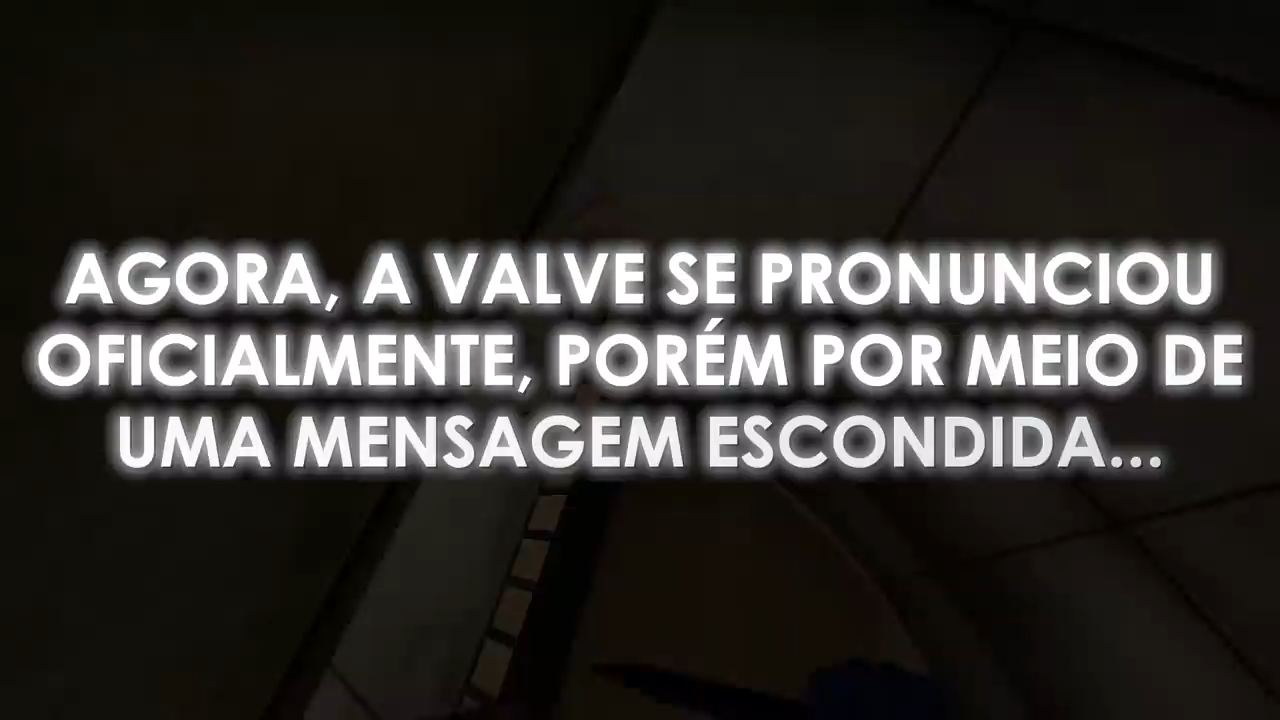 AGORA, A VALVE SE PRONUNCIOU
OFICIALMENTE, PORÉM POR MEIO DE
UMA MENSAGEM ESCONDIDA...